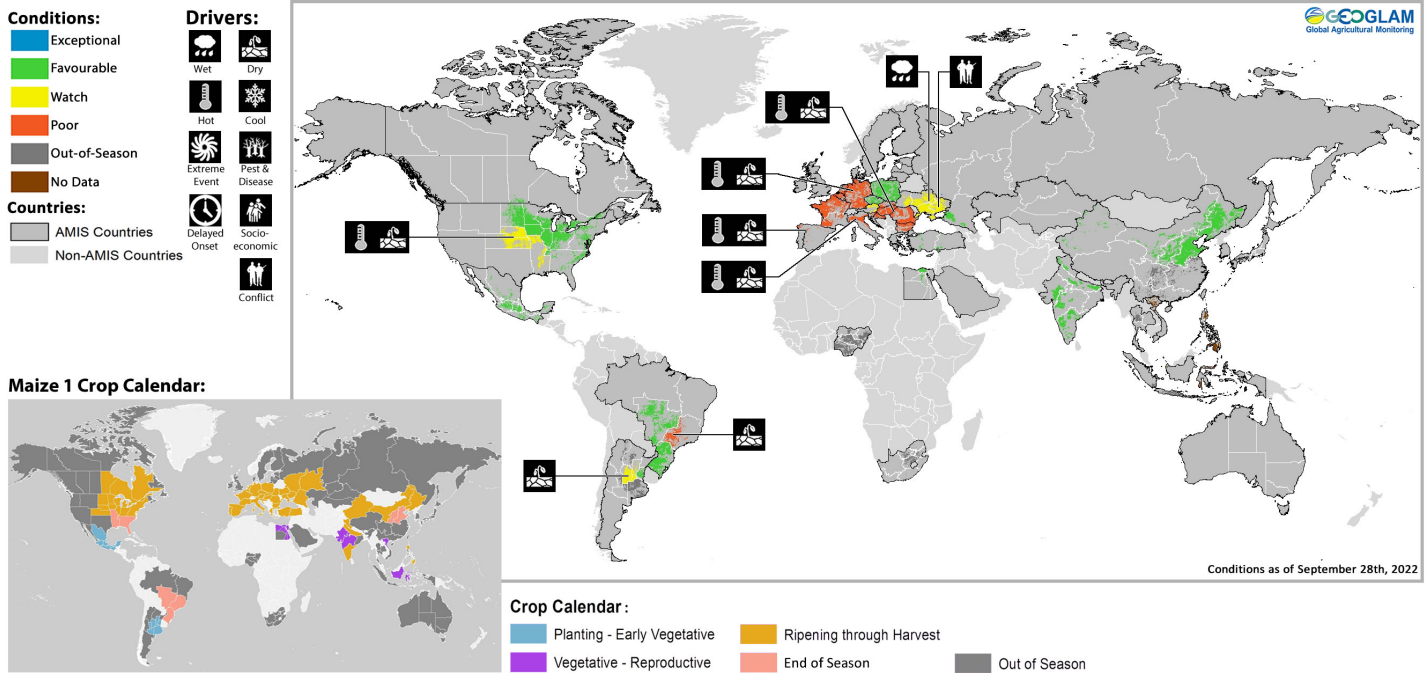 Conditions:
Exceptional
Favourable
Watch
Poor
Out-of-Season
No Data
Countries:
AMIS Countries
Non-AMIS Countries
Drivers:
Wet Dry
Hot Cool
Extreme Event Pest & Disease
Delayed Onset Socio-economic
Conflict
GEOGLAM
Global Agricultural Monitoring
Maize 1 Crop Calendar:
Conditions as of September 28th, 2022
Crop Calendar :
Planting - Early Vegetative
Ripening through Harvest
Vegetative - Reproductive
End of Season
Out of Season